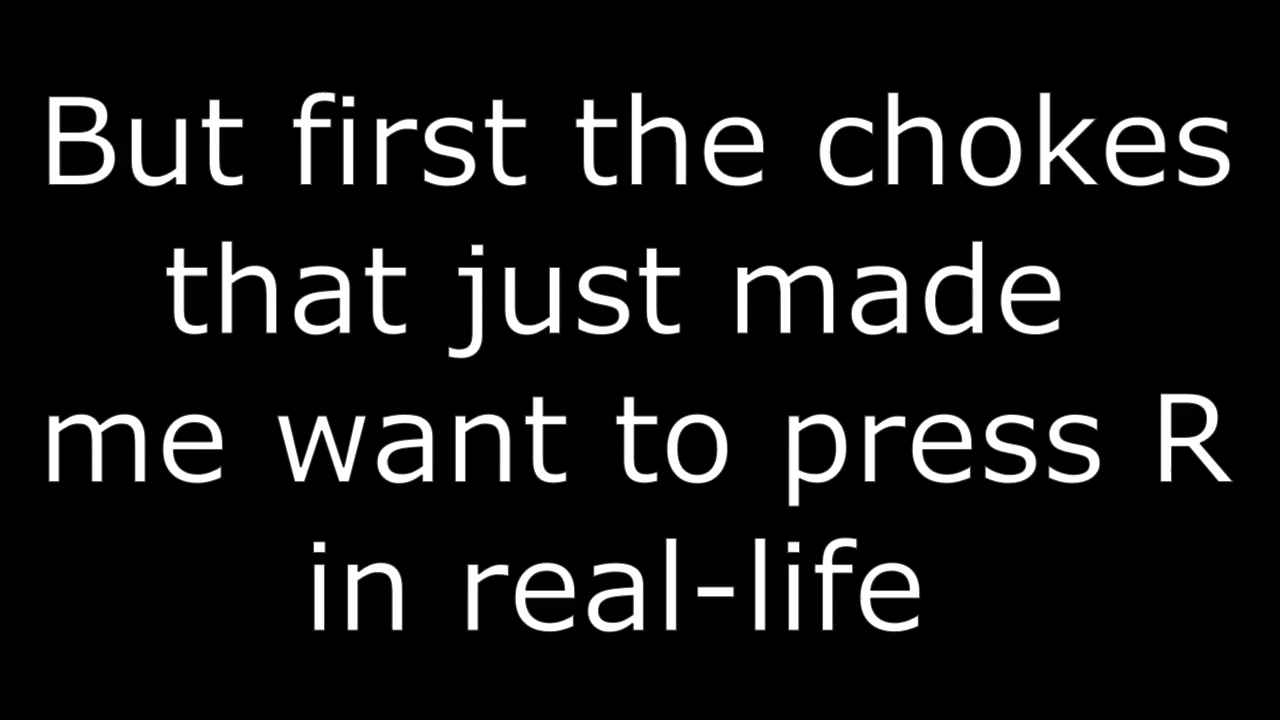 But first the chokes
that just made
me want to press R
in real-life